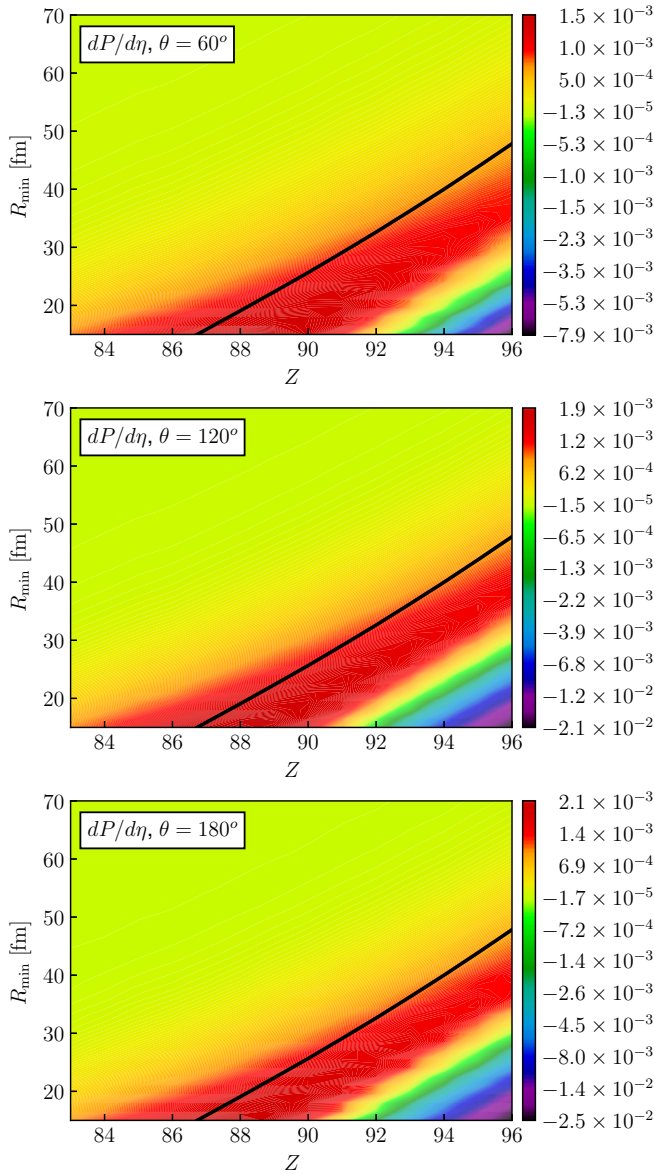 dP/dη, θ = 60°
70
60
50
40
30
20
R_min [fm]
84 86 88 90 92 94 96
Z
1.5 × 10⁻³
1.0 × 10⁻³
5.0 × 10⁻⁴
−1.3 × 10⁻⁵
−5.3 × 10⁻⁴
−1.0 × 10⁻³
−1.5 × 10⁻³
−2.3 × 10⁻³
−3.5 × 10⁻³
−5.3 × 10⁻³
−7.9 × 10⁻³
dP/dη, θ = 120°
70
60
50
40
30
20
R_min [fm]
84 86 88 90 92 94 96
Z
1.9 × 10⁻³
1.2 × 10⁻³
6.2 × 10⁻⁴
−1.5 × 10⁻⁵
−6.5 × 10⁻⁴
−1.3 × 10⁻³
−2.2 × 10⁻³
−3.9 × 10⁻³
−6.8 × 10⁻³
−1.2 × 10⁻²
−2.1 × 10⁻²
dP/dη, θ = 180°
70
60
50
40
30
20
R_min [fm]
84 86 88 90 92 94 96
Z
2.1 × 10⁻³
1.4 × 10⁻³
6.9 × 10⁻⁴
−1.7 × 10⁻⁵
−7.2 × 10⁻⁴
−1.4 × 10⁻³
−2.6 × 10⁻³
−4.5 × 10⁻³
−8.0 × 10⁻³
−1.4 × 10⁻²
−2.5 × 10⁻²